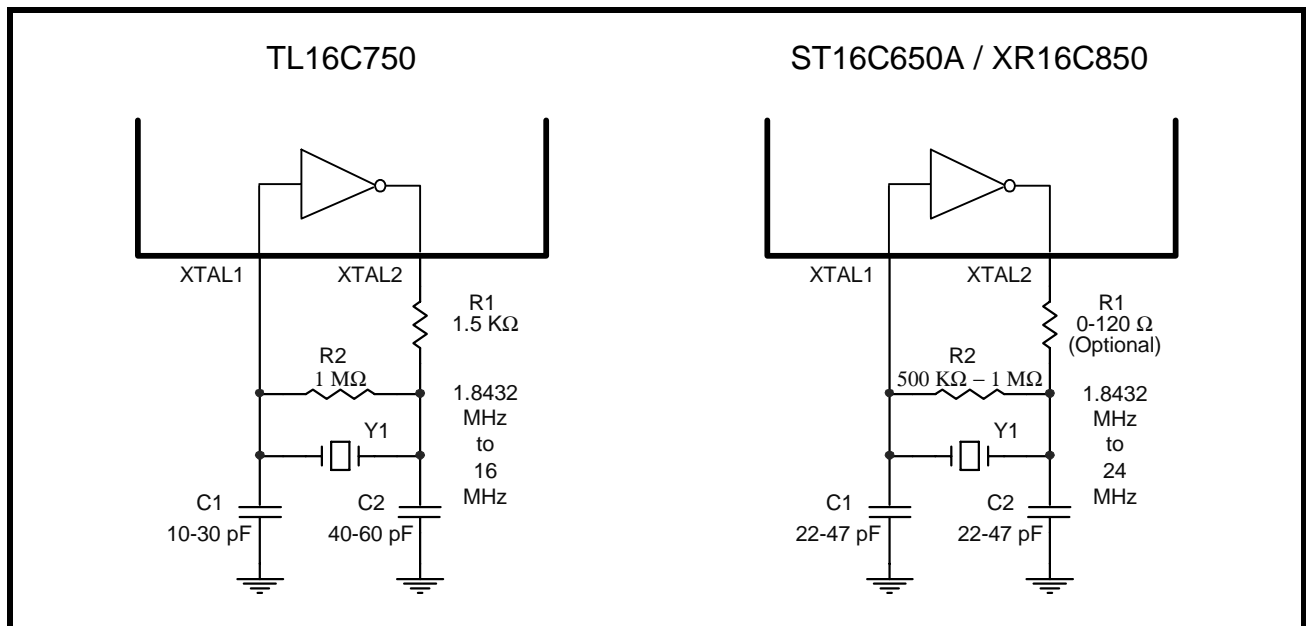 TL16C750
XTAL1
XTAL2
R1
1.5 KΩ
R2
1 MΩ
1.8432
MHz
to
16
MHz
Y1
C1
10-30 pF
C2
40-60 pF
ST16C650A / XR16C850
XTAL1
XTAL2
R1
0-120 Ω
(Optional)
R2
500 KΩ – 1 MΩ
1.8432
MHz
to
24
MHz
Y1
C1
22-47 pF
C2
22-47 pF